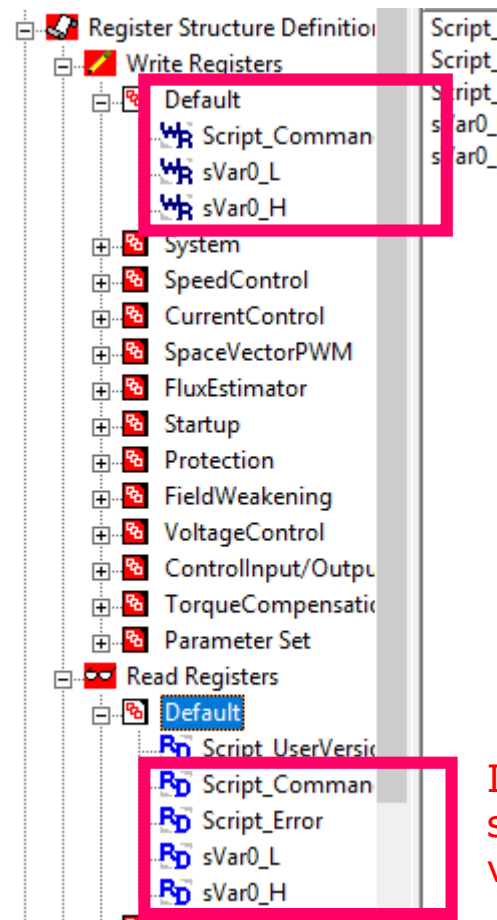 Register Structure Definitio
Write Registers
Default
Script_Comman
sVar0_L
sVar0_H
System
SpeedControl
CurrentControl
SpaceVectorPWM
FluxEstimator
Startup
Protection
FieldWeakening
VoltageControl
ControlInput/Outpu
TorqueCompensatio
Parameter Set
Read Registers
Default
Script_UserVersio
Script_Comman
Script_Error
sVar0_L
sVar0_H
Script_
Script_
Script_
sVar0_
sVar0_